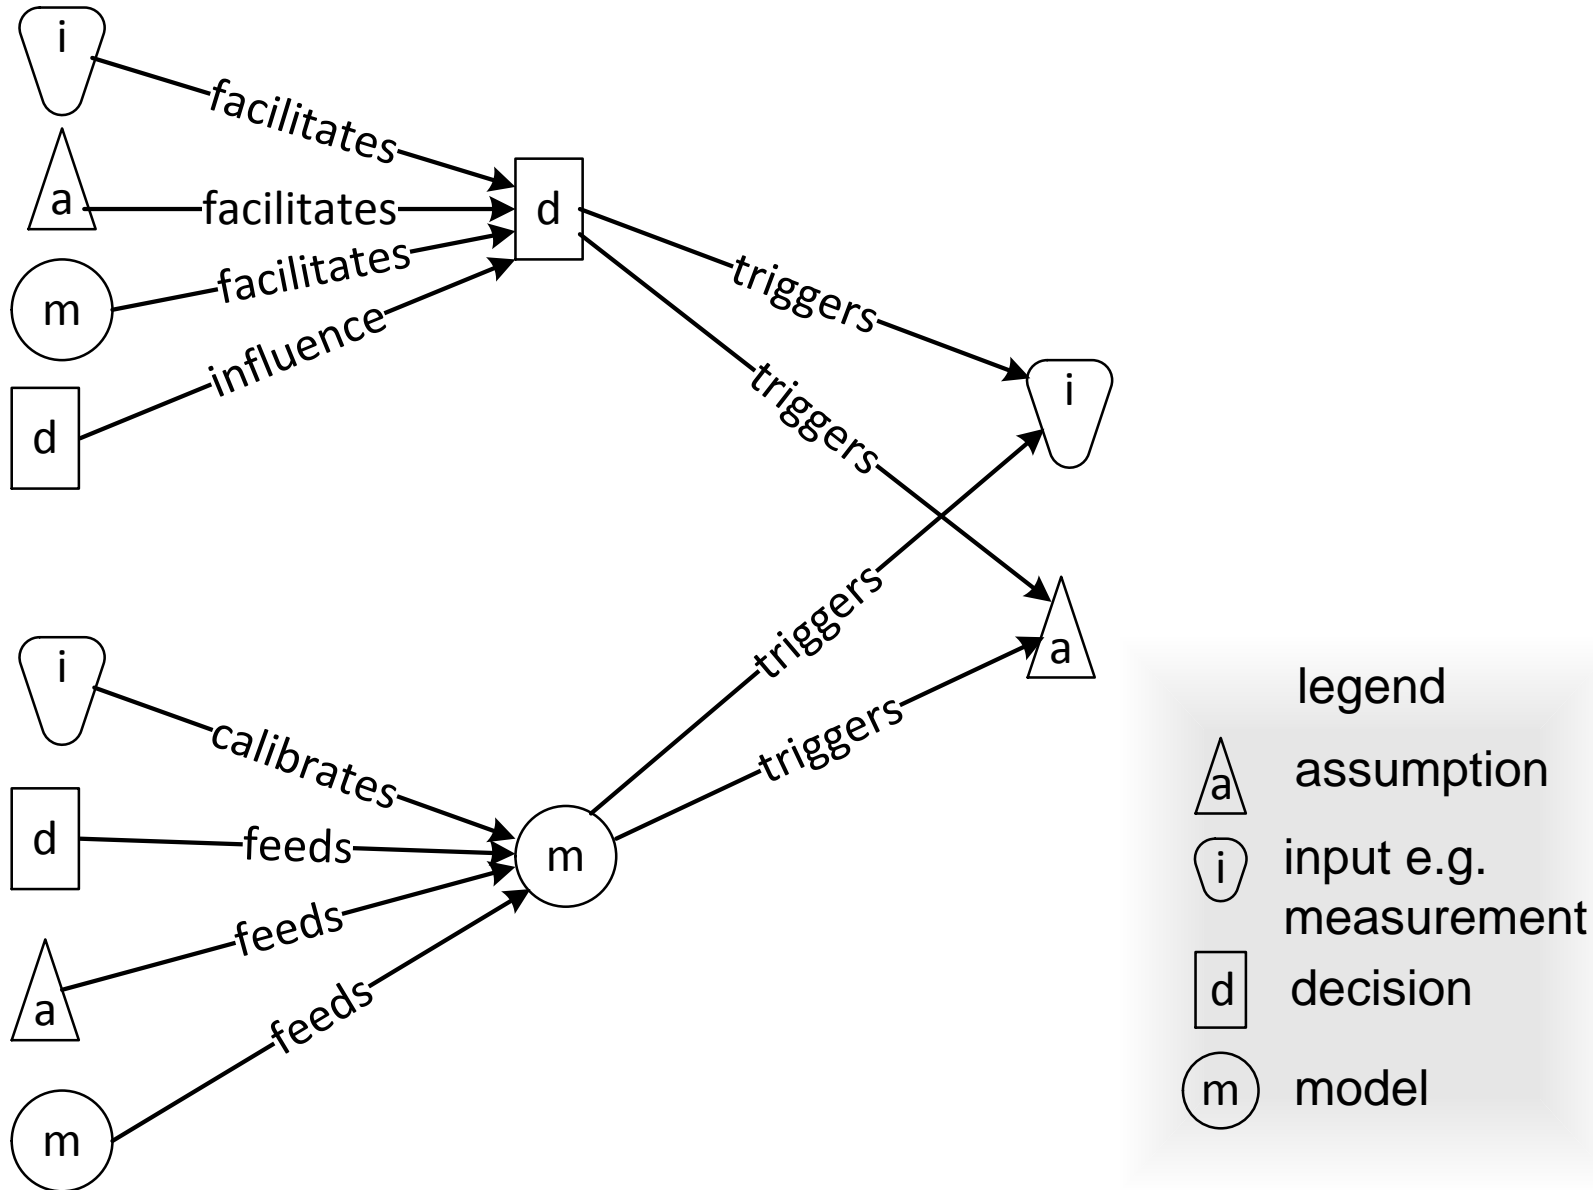 i
facilitates
a
facilitates
d
m
facilitates
d
influence
triggers
triggers
i
triggers
a
triggers
i
calibrates
d
feeds
m
a
feeds
m
feeds
legend
a assumption
i input e.g.
measurement
d decision
m model